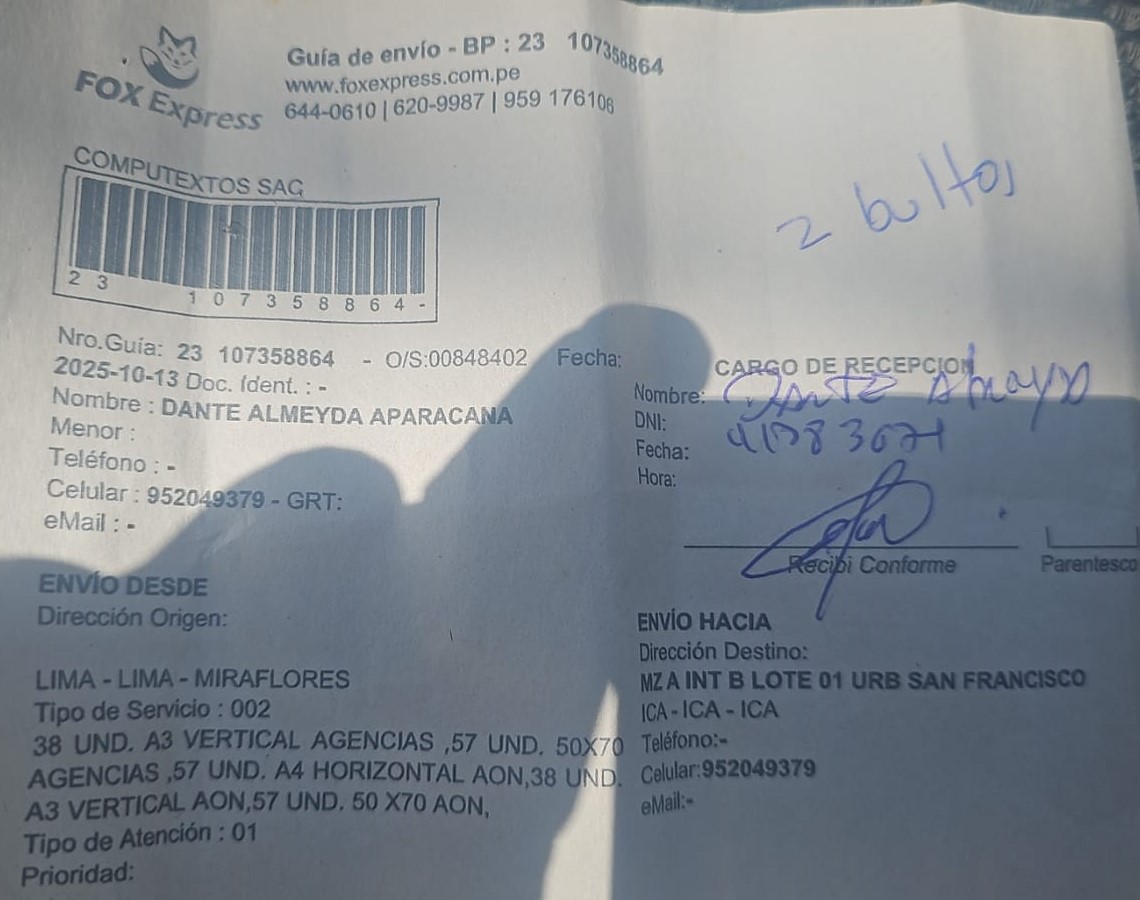 FOX Express
Guía de envío - BP : 23 107358864
www.foxexpress.com.pe
644-0610 | 620-9987 | 959 176106
COMPUTEXTOS SAC
23 107358864-
2 bultos
Nro.Guía: 23 107358864 - O/S:00848402 Fecha:
2025-10-13 Doc. Ident. : -
Nombre : DANTE ALMEYDA APARACANA
Menor :
Teléfono : -
Celular : 952049379 - GRT:
eMail : -
CARGO DE RECEPCION
Nombre: Dante
DNI:
Fecha:
Hora:
Recibi Conforme
Parentesco
ENVÍO DESDE
Dirección Origen:
LIMA - LIMA - MIRAFLORES
Tipo de Servicio : 002
38 UND. A3 VERTICAL AGENCIAS ,57 UND. 50X70
AGENCIAS ,57 UND. A4 HORIZONTAL AON,38 UND.
A3 VERTICAL AON,57 UND. 50 X70 AON,
Tipo de Atención : 01
Prioridad:
ENVÍO HACIA
Dirección Destino:
MZ A INT B LOTE 01 URB SAN FRANCISCO
ICA - ICA - ICA
Teléfono:-
Celular:952049379
eMail:-